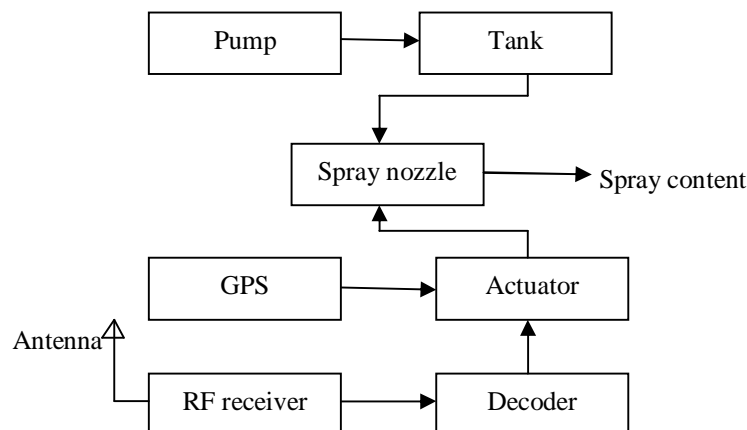 Pump
Tank
Spray nozzle
Spray content
GPS
Actuator
Antenna
RF receiver
Decoder